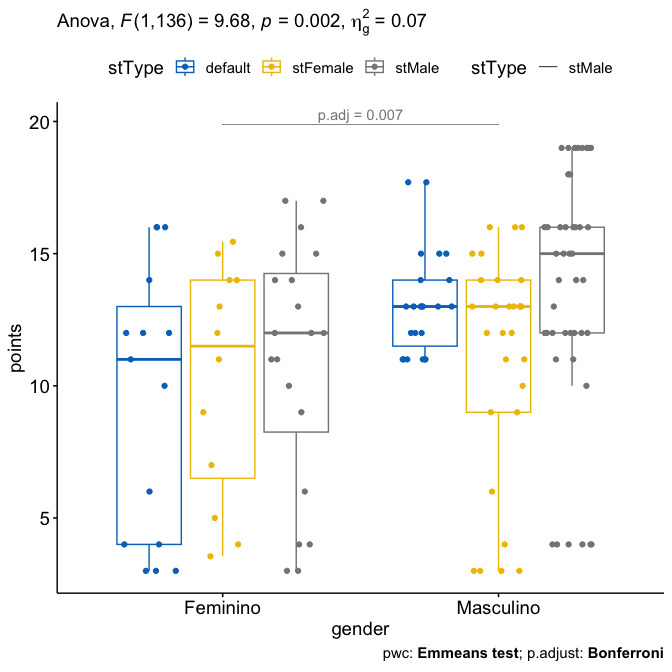 Anova, F(1,136) = 9.68, p = 0.002, η²g = 0.07
stType default stFemale stMale stType stMale
p.adj = 0.007
20
15
10
5
points
Feminino Masculino
gender
pwc: Emmeans test; p.adjust: Bonferroni